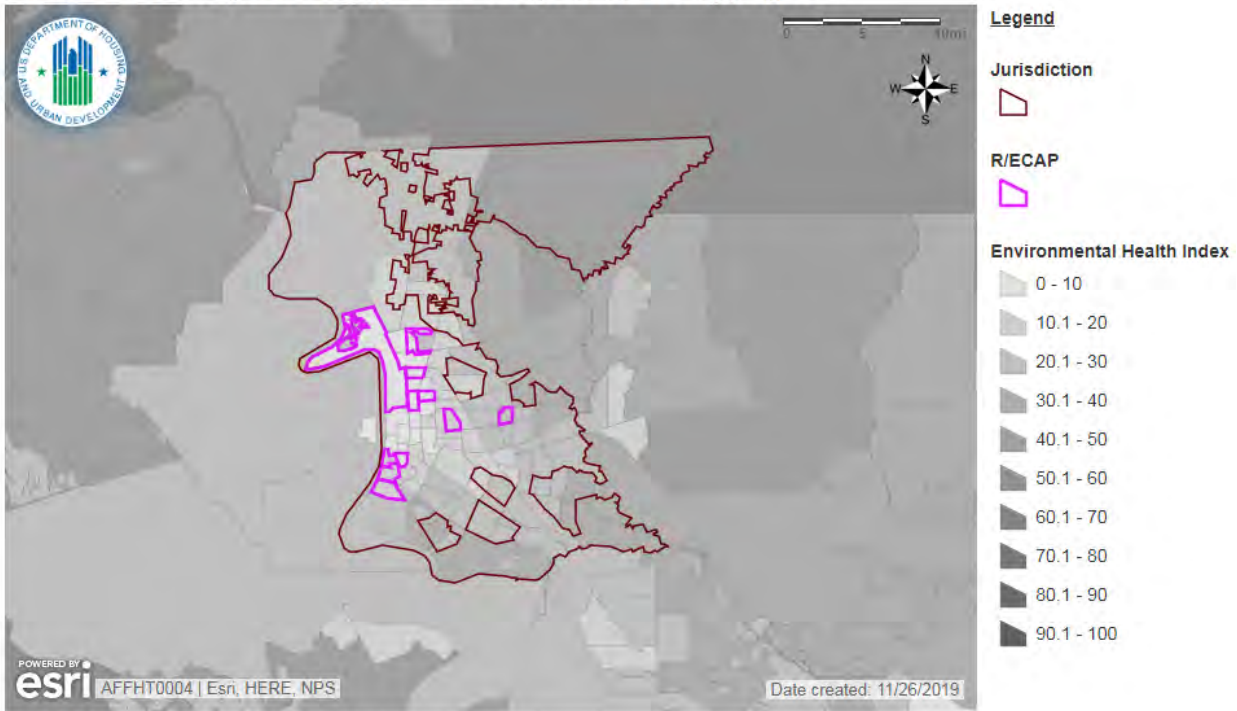 U.S. DEPARTMENT OF HOUSING
AND URBAN DEVELOPMENT
0 5 10mi
N
W E
S
POWERED BY
esri
AFFHT0004 | Esri, HERE, NPS
Date created: 11/26/2019
Legend
Jurisdiction
R/ECAP
Environmental Health Index
0 - 10
10.1 - 20
20.1 - 30
30.1 - 40
40.1 - 50
50.1 - 60
60.1 - 70
70.1 - 80
80.1 - 90
90.1 - 100